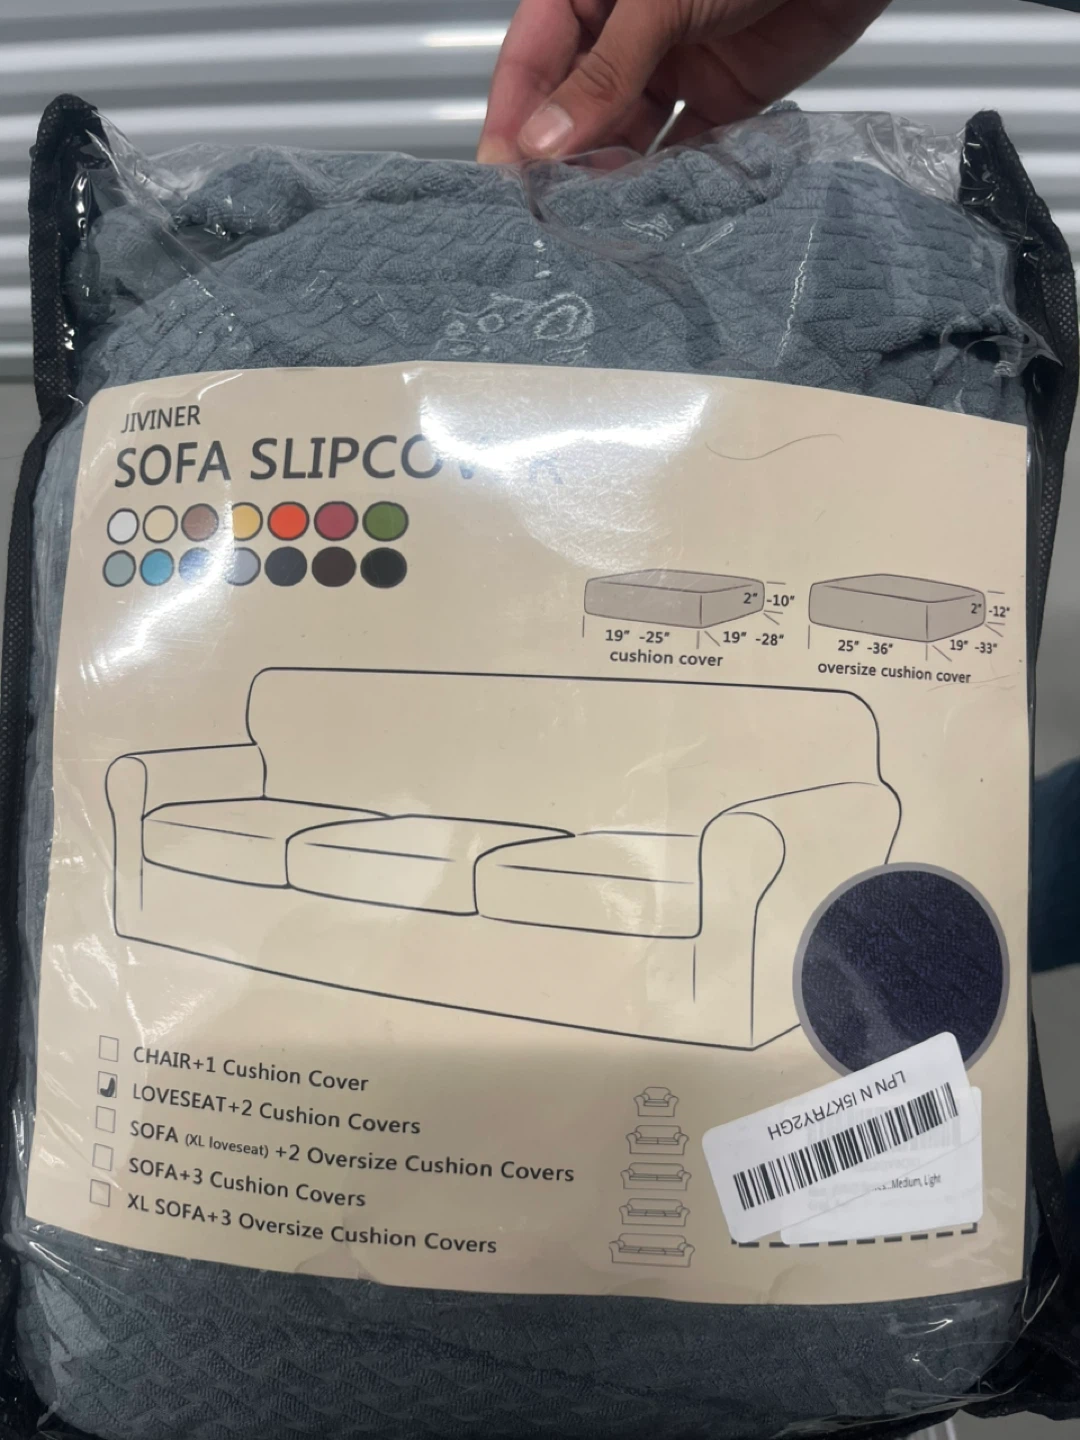 JIVINER
SOFA SLIPCOVER
2" -10"
19" -25" 19" -28"
cushion cover
2" -12"
25" -36" 19" -33"
oversize cushion cover
CHAIR+1 Cushion Cover
LOVESEAT+2 Cushion Covers
SOFA (XL loveseat) +2 Oversize Cushion Covers
SOFA+3 Cushion Covers
XL SOFA+3 Oversize Cushion Covers
LPN N I5K7RY2GH
Medium, Light